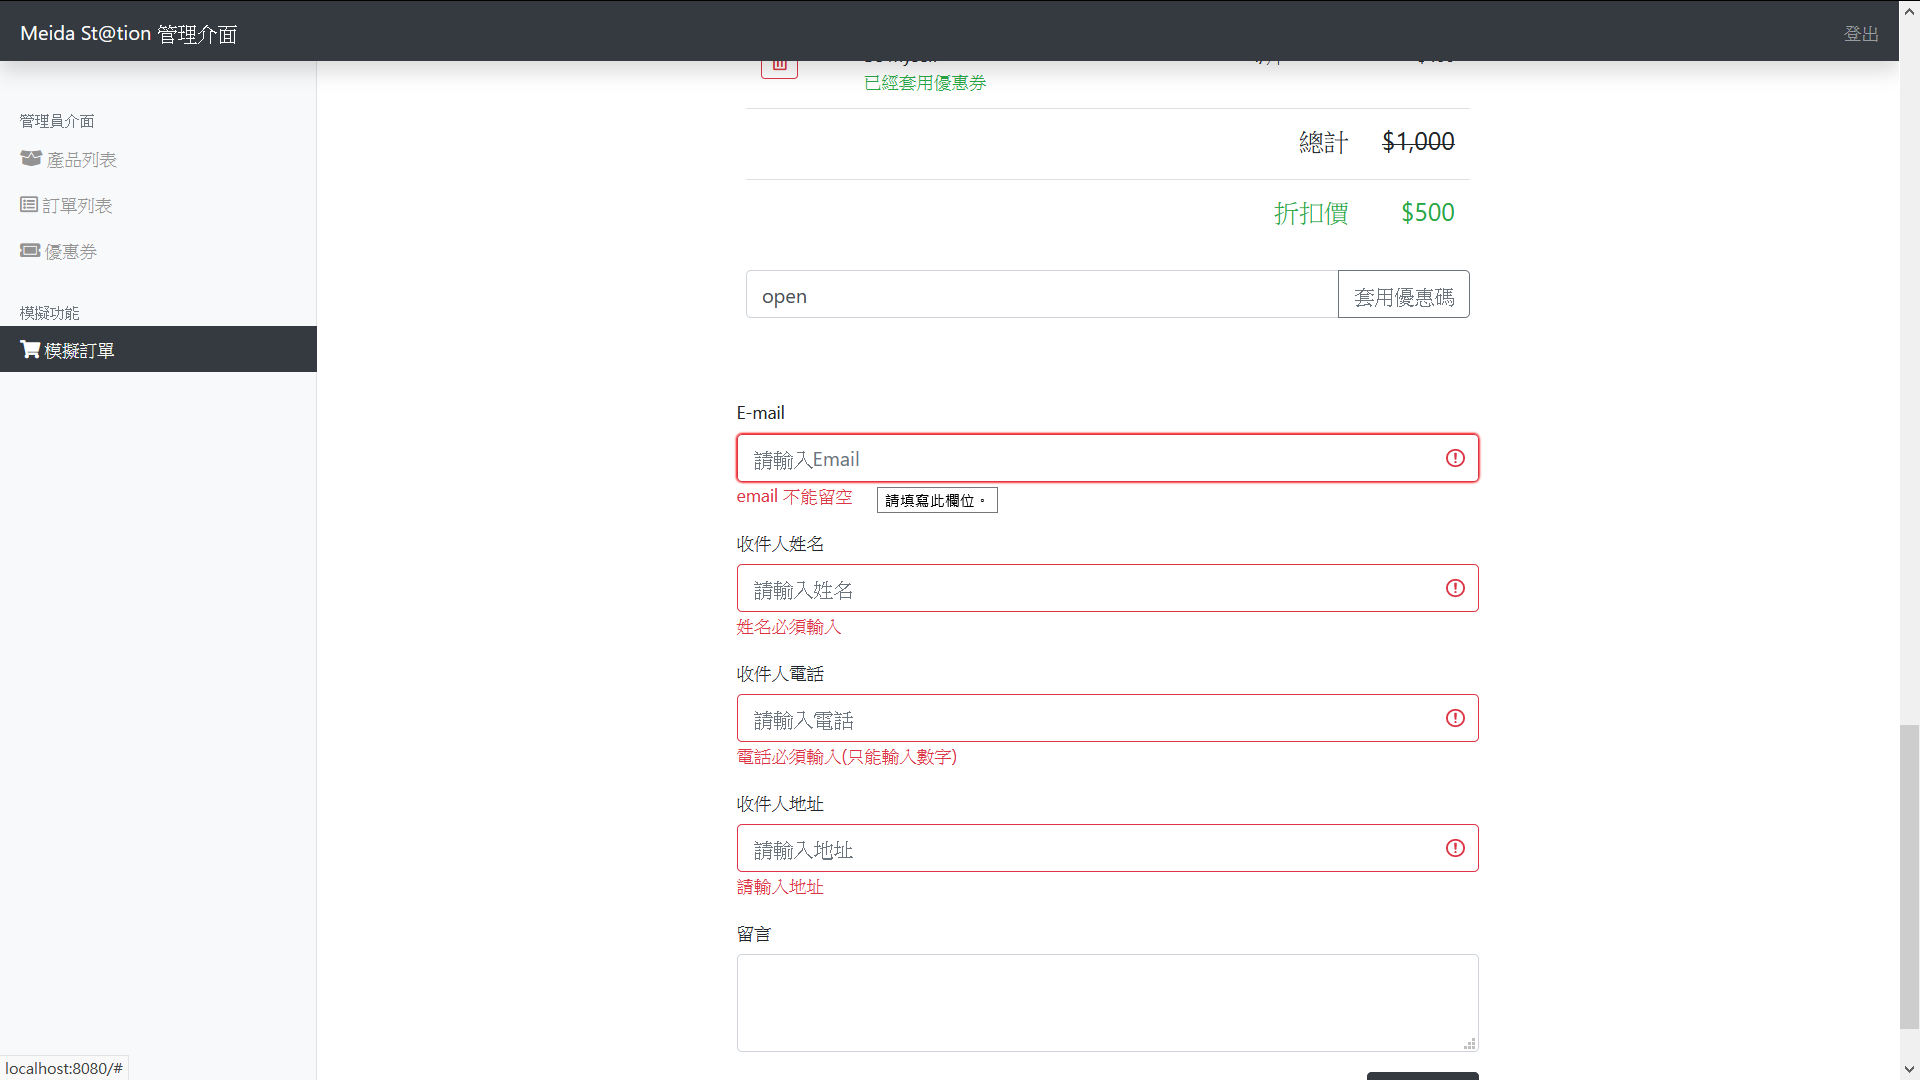 Meida St@tion 管理介面
登出
管理員介面
產品列表
訂單列表
優惠券
模擬功能
模擬訂單
已經套用優惠券
總計 $1,000
折扣價 $500
open
套用優惠碼
E-mail
請輸入Email
email 不能留空
請填寫此欄位。
收件人姓名
請輸入姓名
姓名必須輸入
收件人電話
請輸入電話
電話必須輸入(只能輸入數字)
收件人地址
請輸入地址
請輸入地址
留言
localhost:8080/#